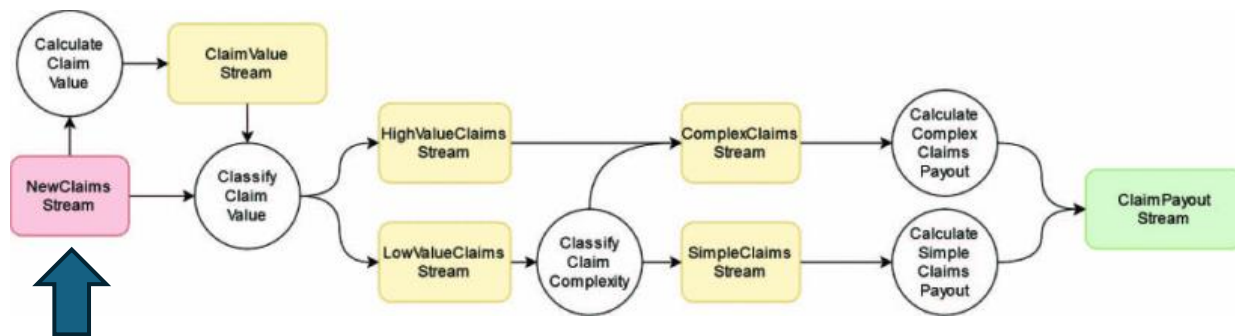 Calculate
Claim
Value
ClaimValue
Stream
NewClaims
Stream
Classify
Claim
Value
HighValueClaims
Stream
LowValueClaims
Stream
Classify
Claim
Complexity
ComplexClaims
Stream
SimpleClaims
Stream
Calculate
Complex
Claims
Payout
Calculate
Simple
Claims
Payout
ClaimPayout
Stream